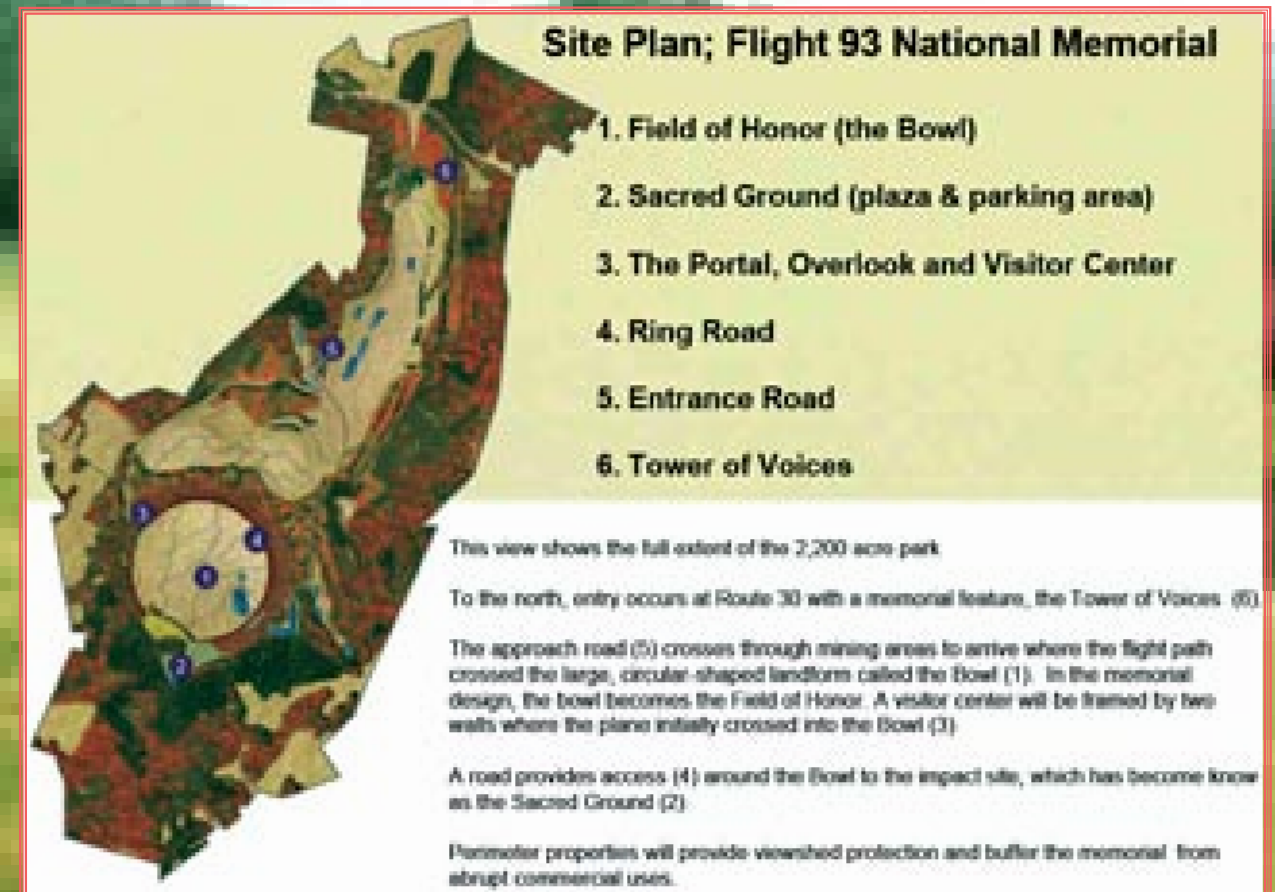 Site Plan; Flight 93 National Memorial
1. Field of Honor (the Bowl)
2. Sacred Ground (plaza & parking area)
3. The Portal, Overlook and Visitor Center
4. Ring Road
5. Entrance Road
6. Tower of Voices
6
5
3
4
1
2
This view shows the full extent of the 2,200 acre park
To the north, entry occurs at Route 30 with a memorial feature, the Tower of Voices (6).
The approach road (5) crosses through mining areas to arrive where the flight path
crossed the large, circular-shaped landform called the Bowl (1). In the memorial
design, the bowl becomes the Field of Honor. A visitor center will be framed by two
walls where the plane initially crossed into the Bowl (3)
A road provides access (4) around the Bowl to the impact site, which has become know
as the Sacred Ground (2)
Perimeter properties will provide viewshed protection and buffer the memorial from
abrupt commercial uses.